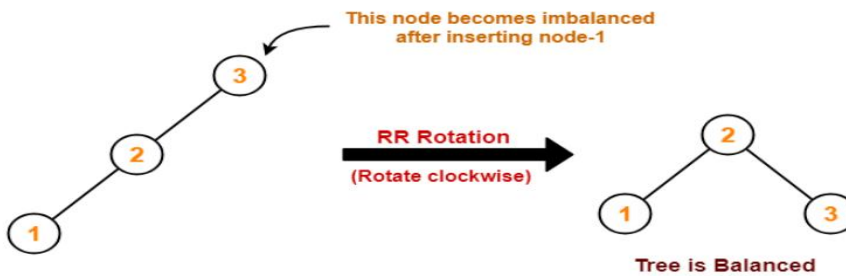 This node becomes imbalanced
after inserting node-1
3
2
1
RR Rotation
(Rotate clockwise)
2
1
3
Tree is Balanced